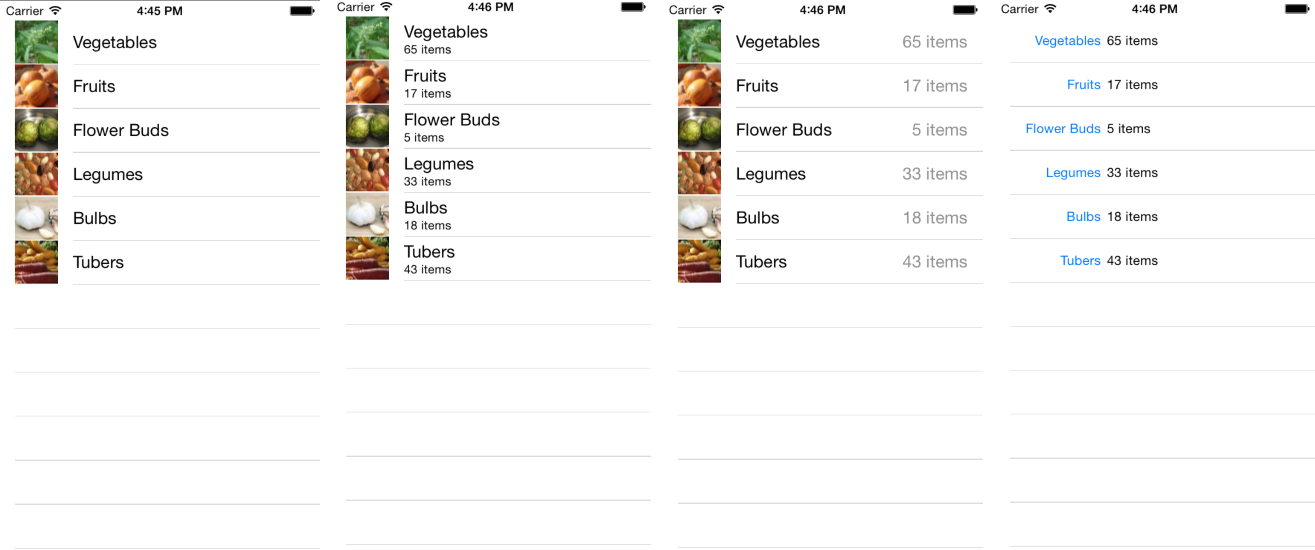 Carrier 4:45 PM
Vegetables
Fruits
Flower Buds
Legumes
Bulbs
Tubers
Carrier 4:46 PM
Vegetables
65 items
Fruits
17 items
Flower Buds
5 items
Legumes
33 items
Bulbs
18 items
Tubers
43 items
Carrier 4:46 PM
Vegetables 65 items
Fruits 17 items
Flower Buds 5 items
Legumes 33 items
Bulbs 18 items
Tubers 43 items
Carrier 4:46 PM
Vegetables 65 items
Fruits 17 items
Flower Buds 5 items
Legumes 33 items
Bulbs 18 items
Tubers 43 items